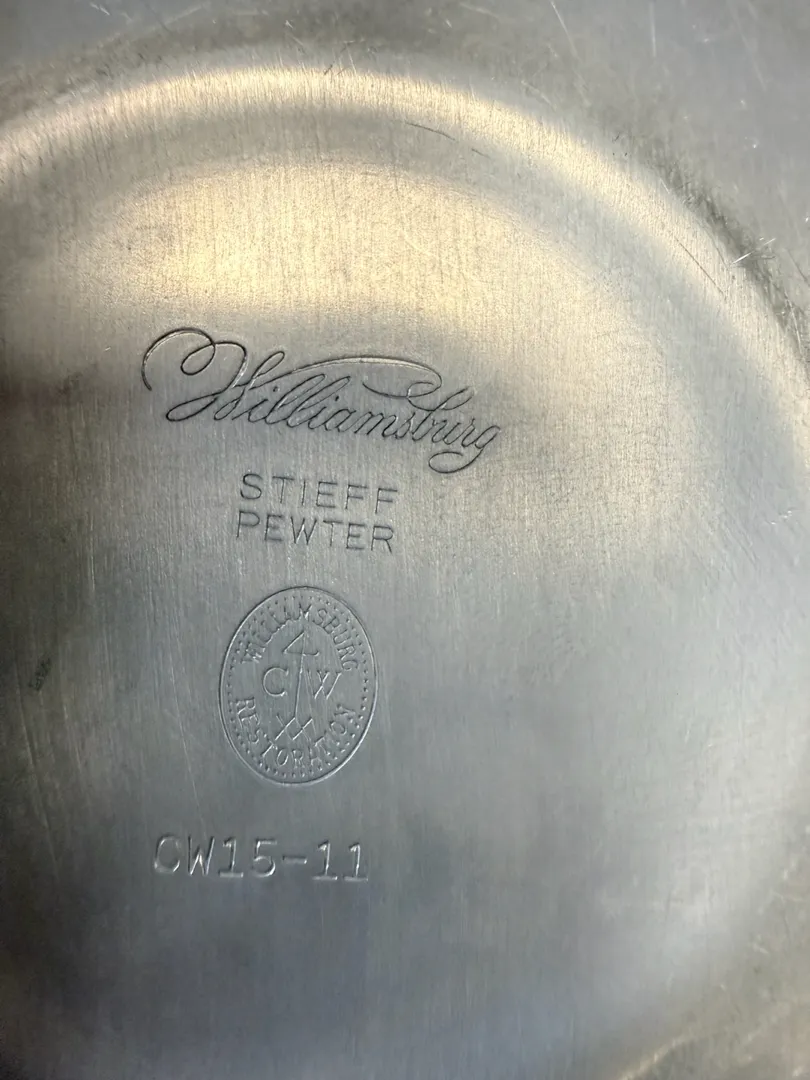 Williamsburg
STIEFF
PEWTER
WILLIAMSBURG
CW
RESTORATION
CW15-11